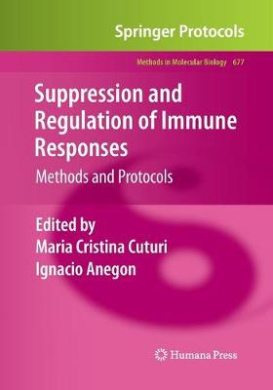 Springer Protocols
Methods in Molecular Biology 677
Suppression and
Regulation of Immune
Responses
Methods and Protocols
Edited by
Maria Cristina Cuturi
Ignacio Anegon
Humana Press